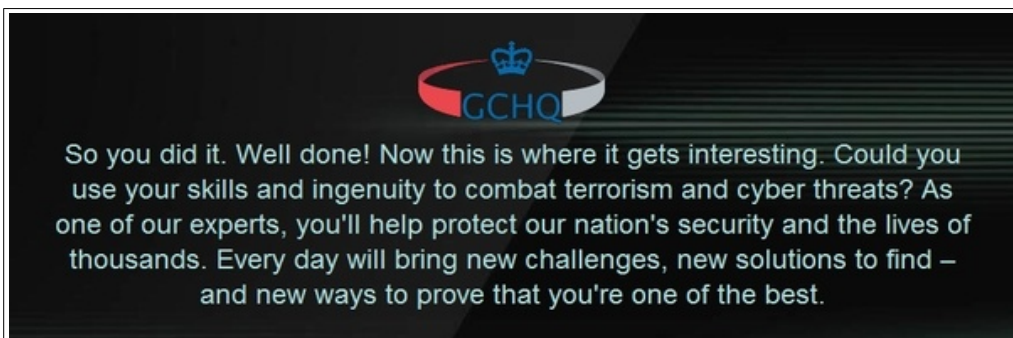 GCHQ
So you did it. Well done! Now this is where it gets interesting. Could you
use your skills and ingenuity to combat terrorism and cyber threats? As
one of our experts, you'll help protect our nation's security and the lives of
thousands. Every day will bring new challenges, new solutions to find –
and new ways to prove that you're one of the best.